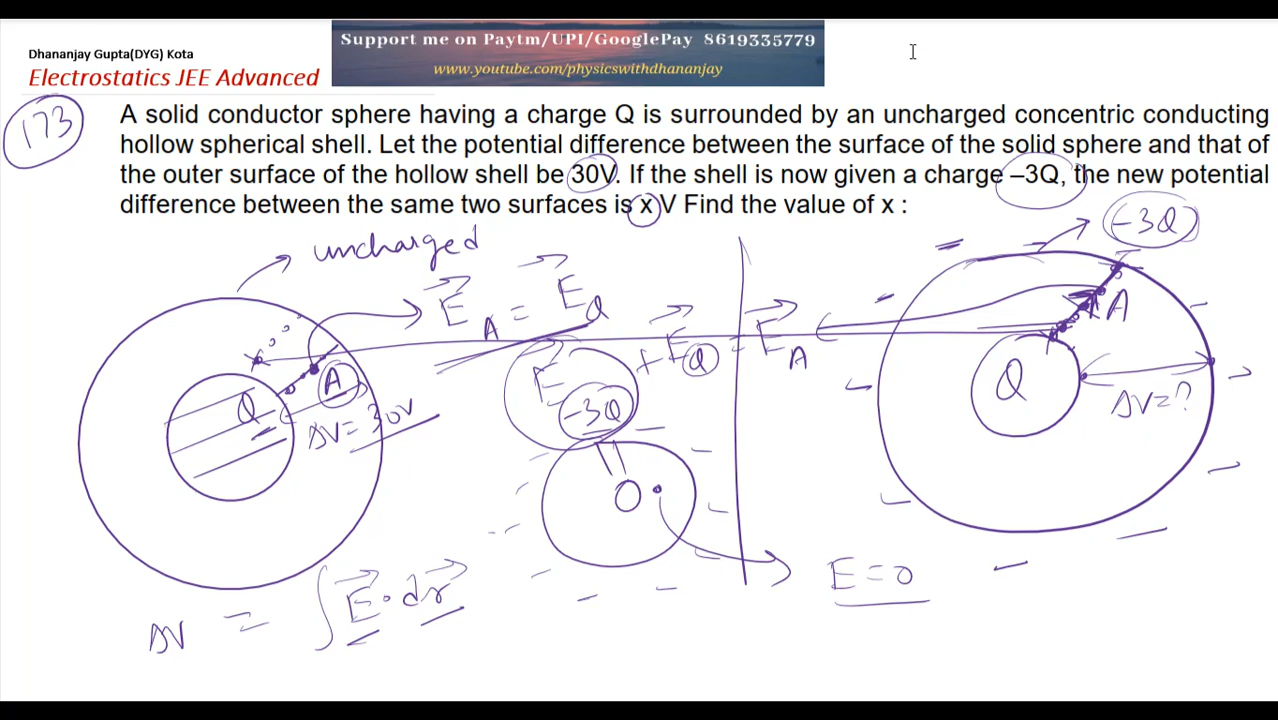 Support me on Paytm/UPI/GooglePay 8619335779
www.youtube.com/physicswithdhananjay
Dhananjay Gupta(DYG) Kota
Electrostatics JEE Advanced
173
A solid conductor sphere having a charge Q is surrounded by an uncharged concentric conducting
hollow spherical shell. Let the potential difference between the surface of the solid sphere and that of
the outer surface of the hollow shell be 30V. If the shell is now given a charge –3Q, the new potential
difference between the same two surfaces is x V Find the value of x :
uncharged
-3Q
E A = E Q
+ E Q = E A
A
Q
A
ΔV = 30V
E
-3Q
Q
ΔV = ?
E = 0
ΔV = ∫ E • dr